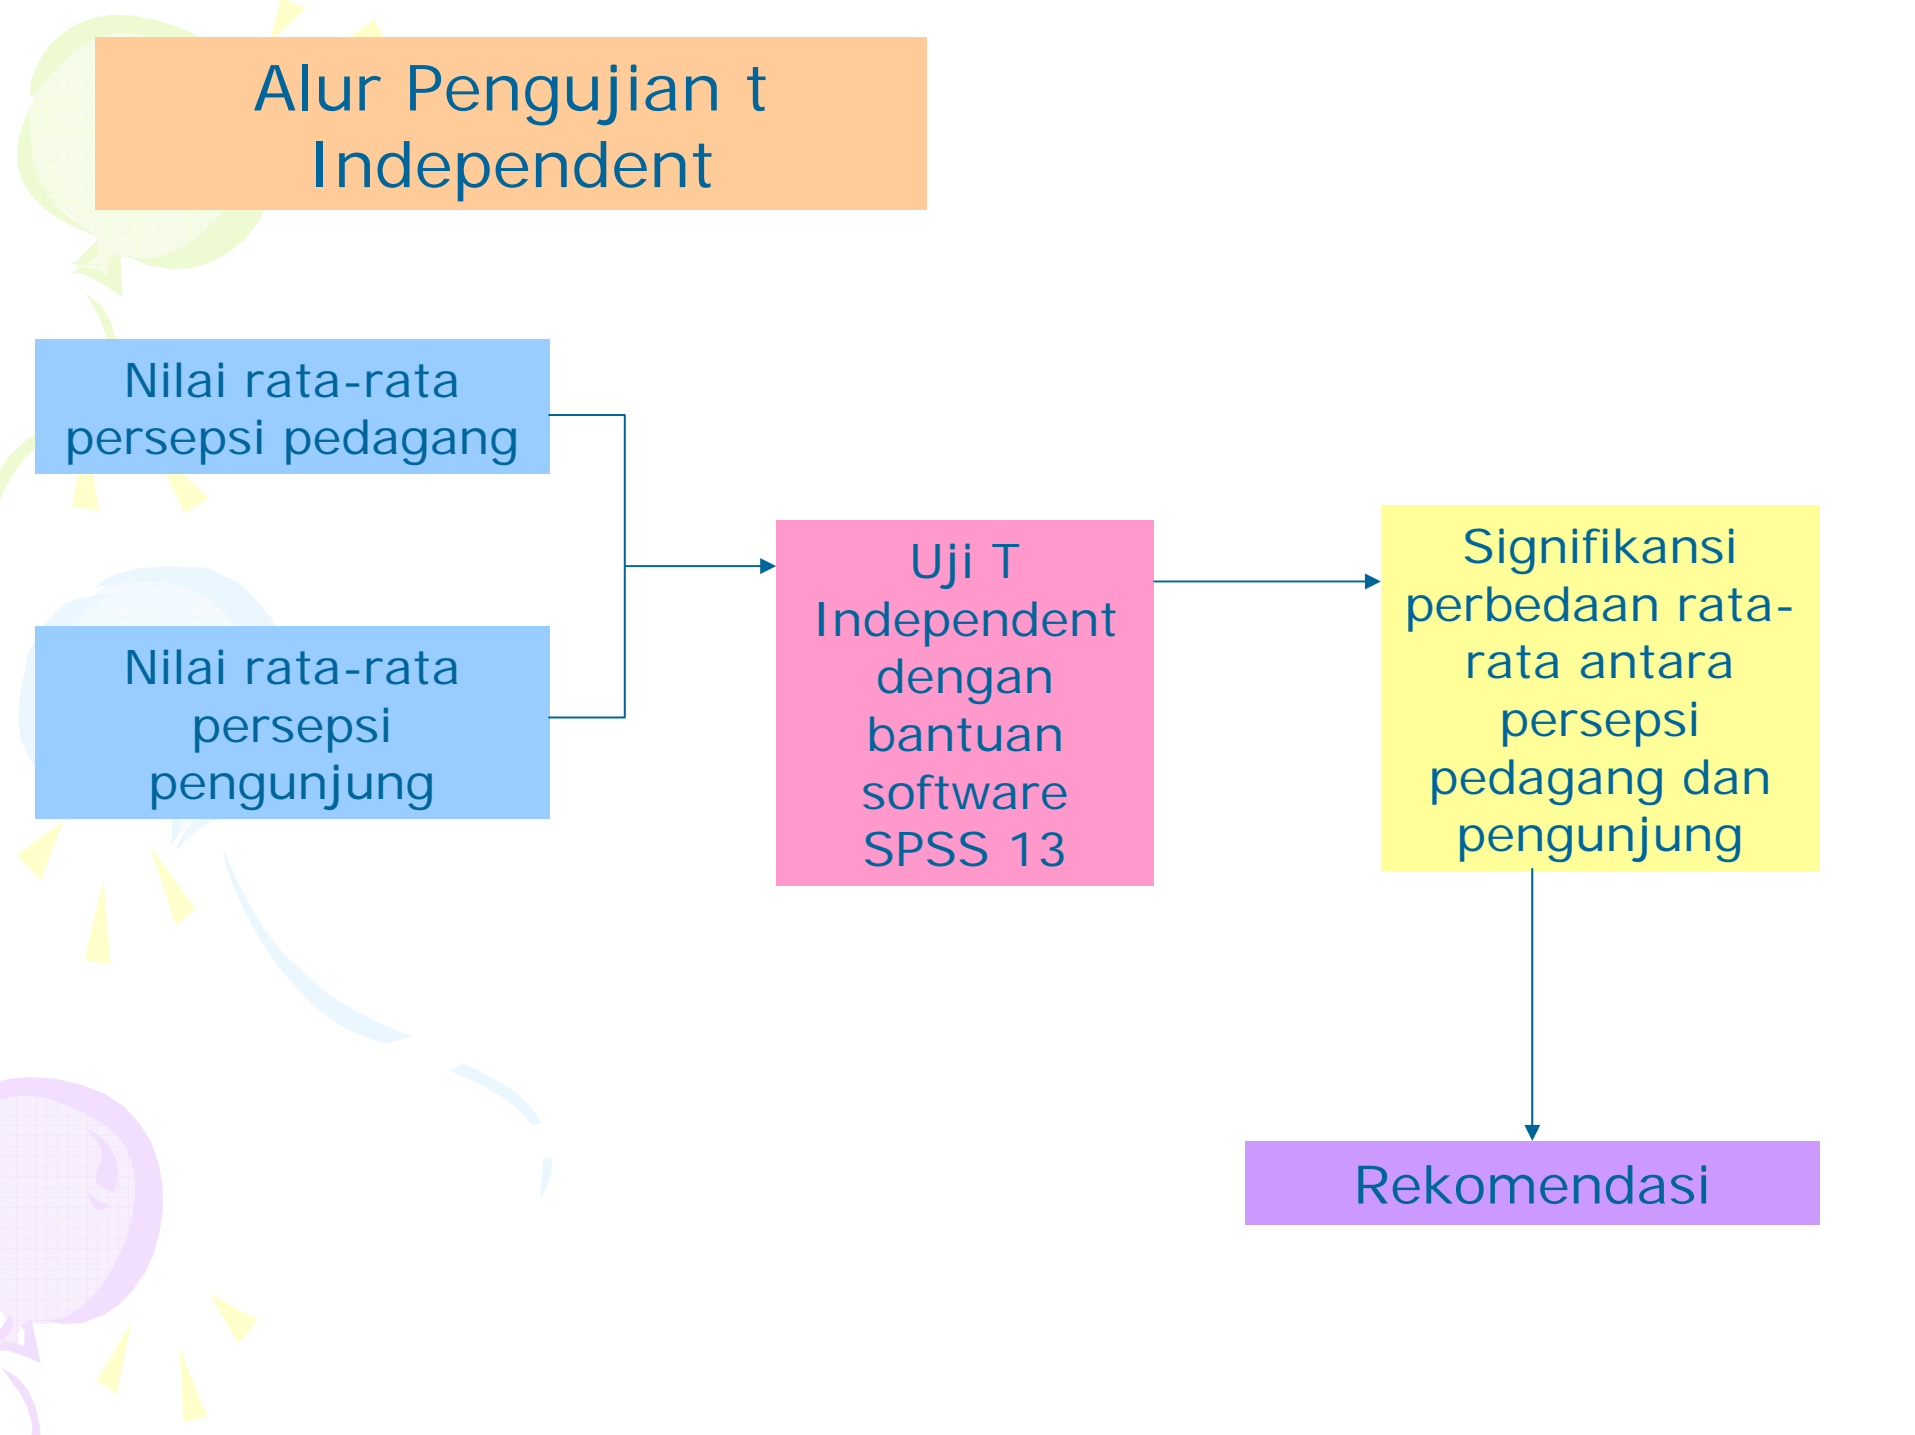 Alur Pengujian t
Independent
Nilai rata-rata
persepsi pedagang
Nilai rata-rata
persepsi
pengunjung
Uji T
Independent
dengan
bantuan
software
SPSS 13
Signifikansi
perbedaan rata-
rata antara
persepsi
pedagang dan
pengunjung
Rekomendasi